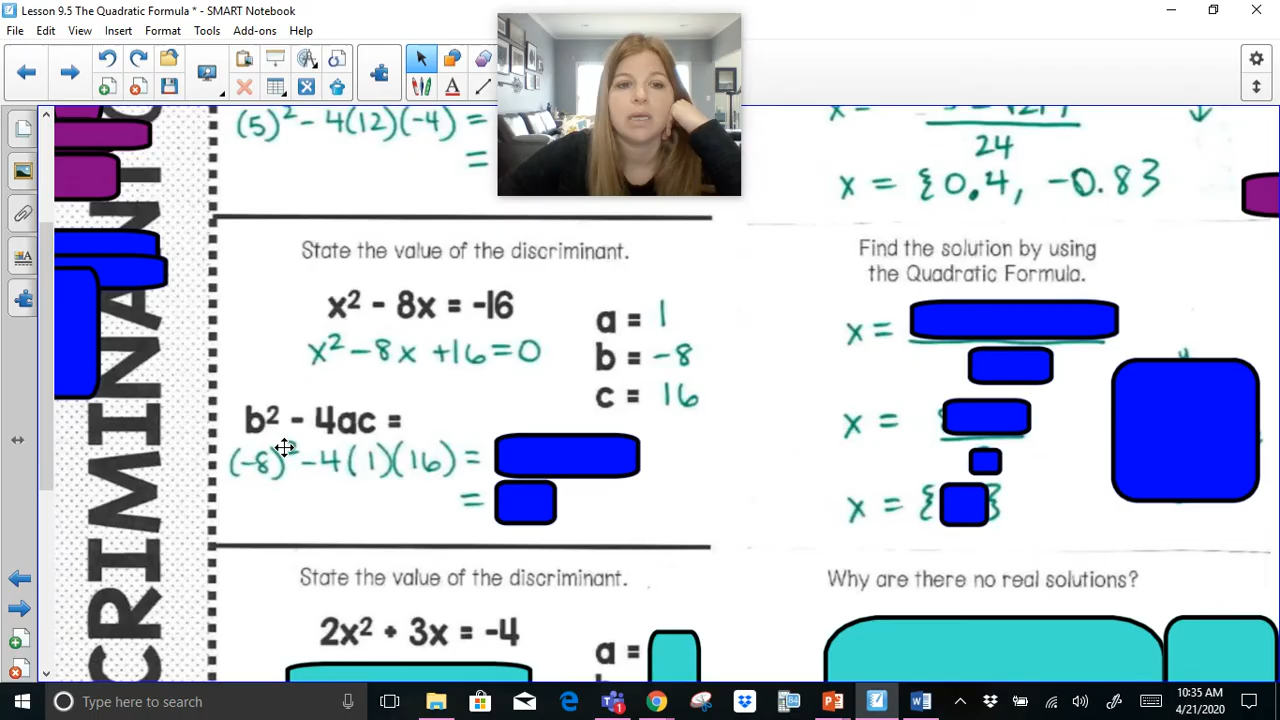 Lesson 9.5 The Quadratic Formula * - SMART Notebook
File Edit View Insert Format Tools Add-ons Help
(5)² - 4(12)(-4) =
=
24
x = {0.4, -0.83}
CRIMINANT
State the value of the discriminant.
x² - 8x = -16
x² - 8x + 16 = 0
a = 1
b = -8
c = 16
b² - 4ac =
(-8)² - 4(1)(16) =
=
Find the solution by using
the Quadratic Formula.
x =
x =
x = { }
State the value of the discriminant.
2x² + 3x = -4
a =
Why are there no real solutions?
Type here to search
10:35 AM
4/21/2020